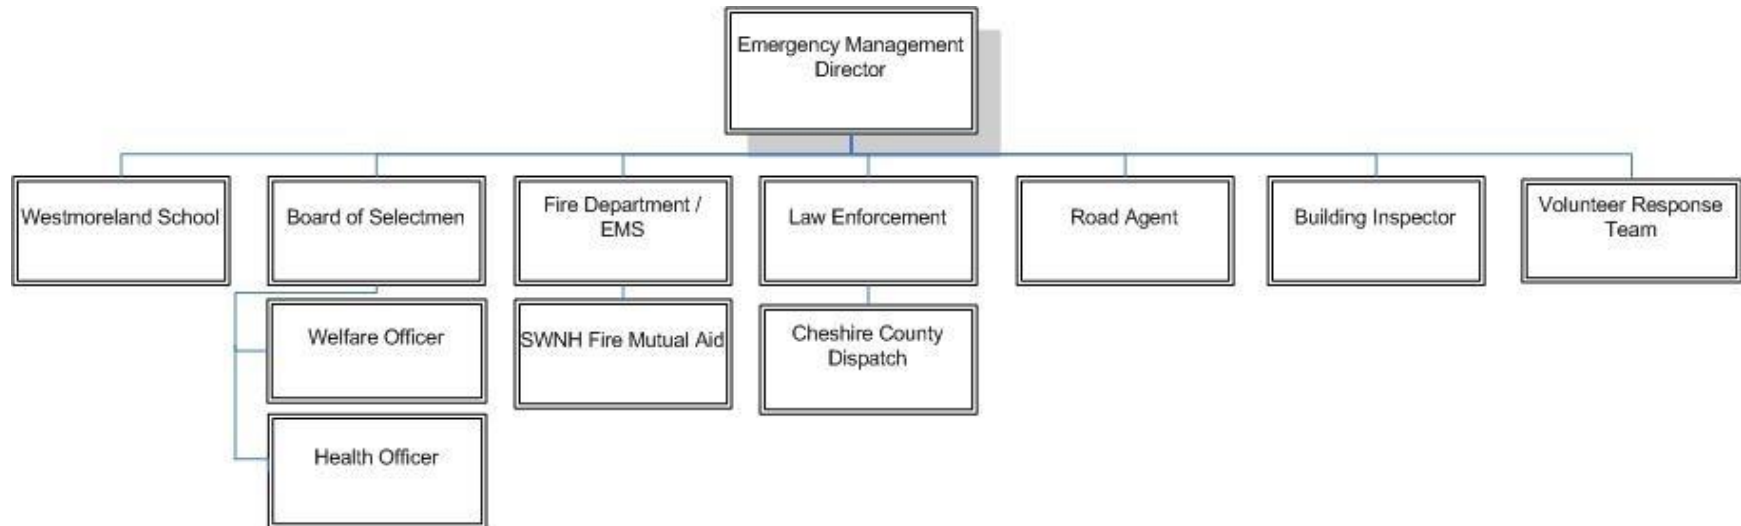 Emergency Management
Director
Westmoreland School
Board of Selectmen
Fire Department /
EMS
Law Enforcement
Road Agent
Building Inspector
Volunteer Response
Team
Welfare Officer
SWNH Fire Mutual Aid
Cheshire County
Dispatch
Health Officer